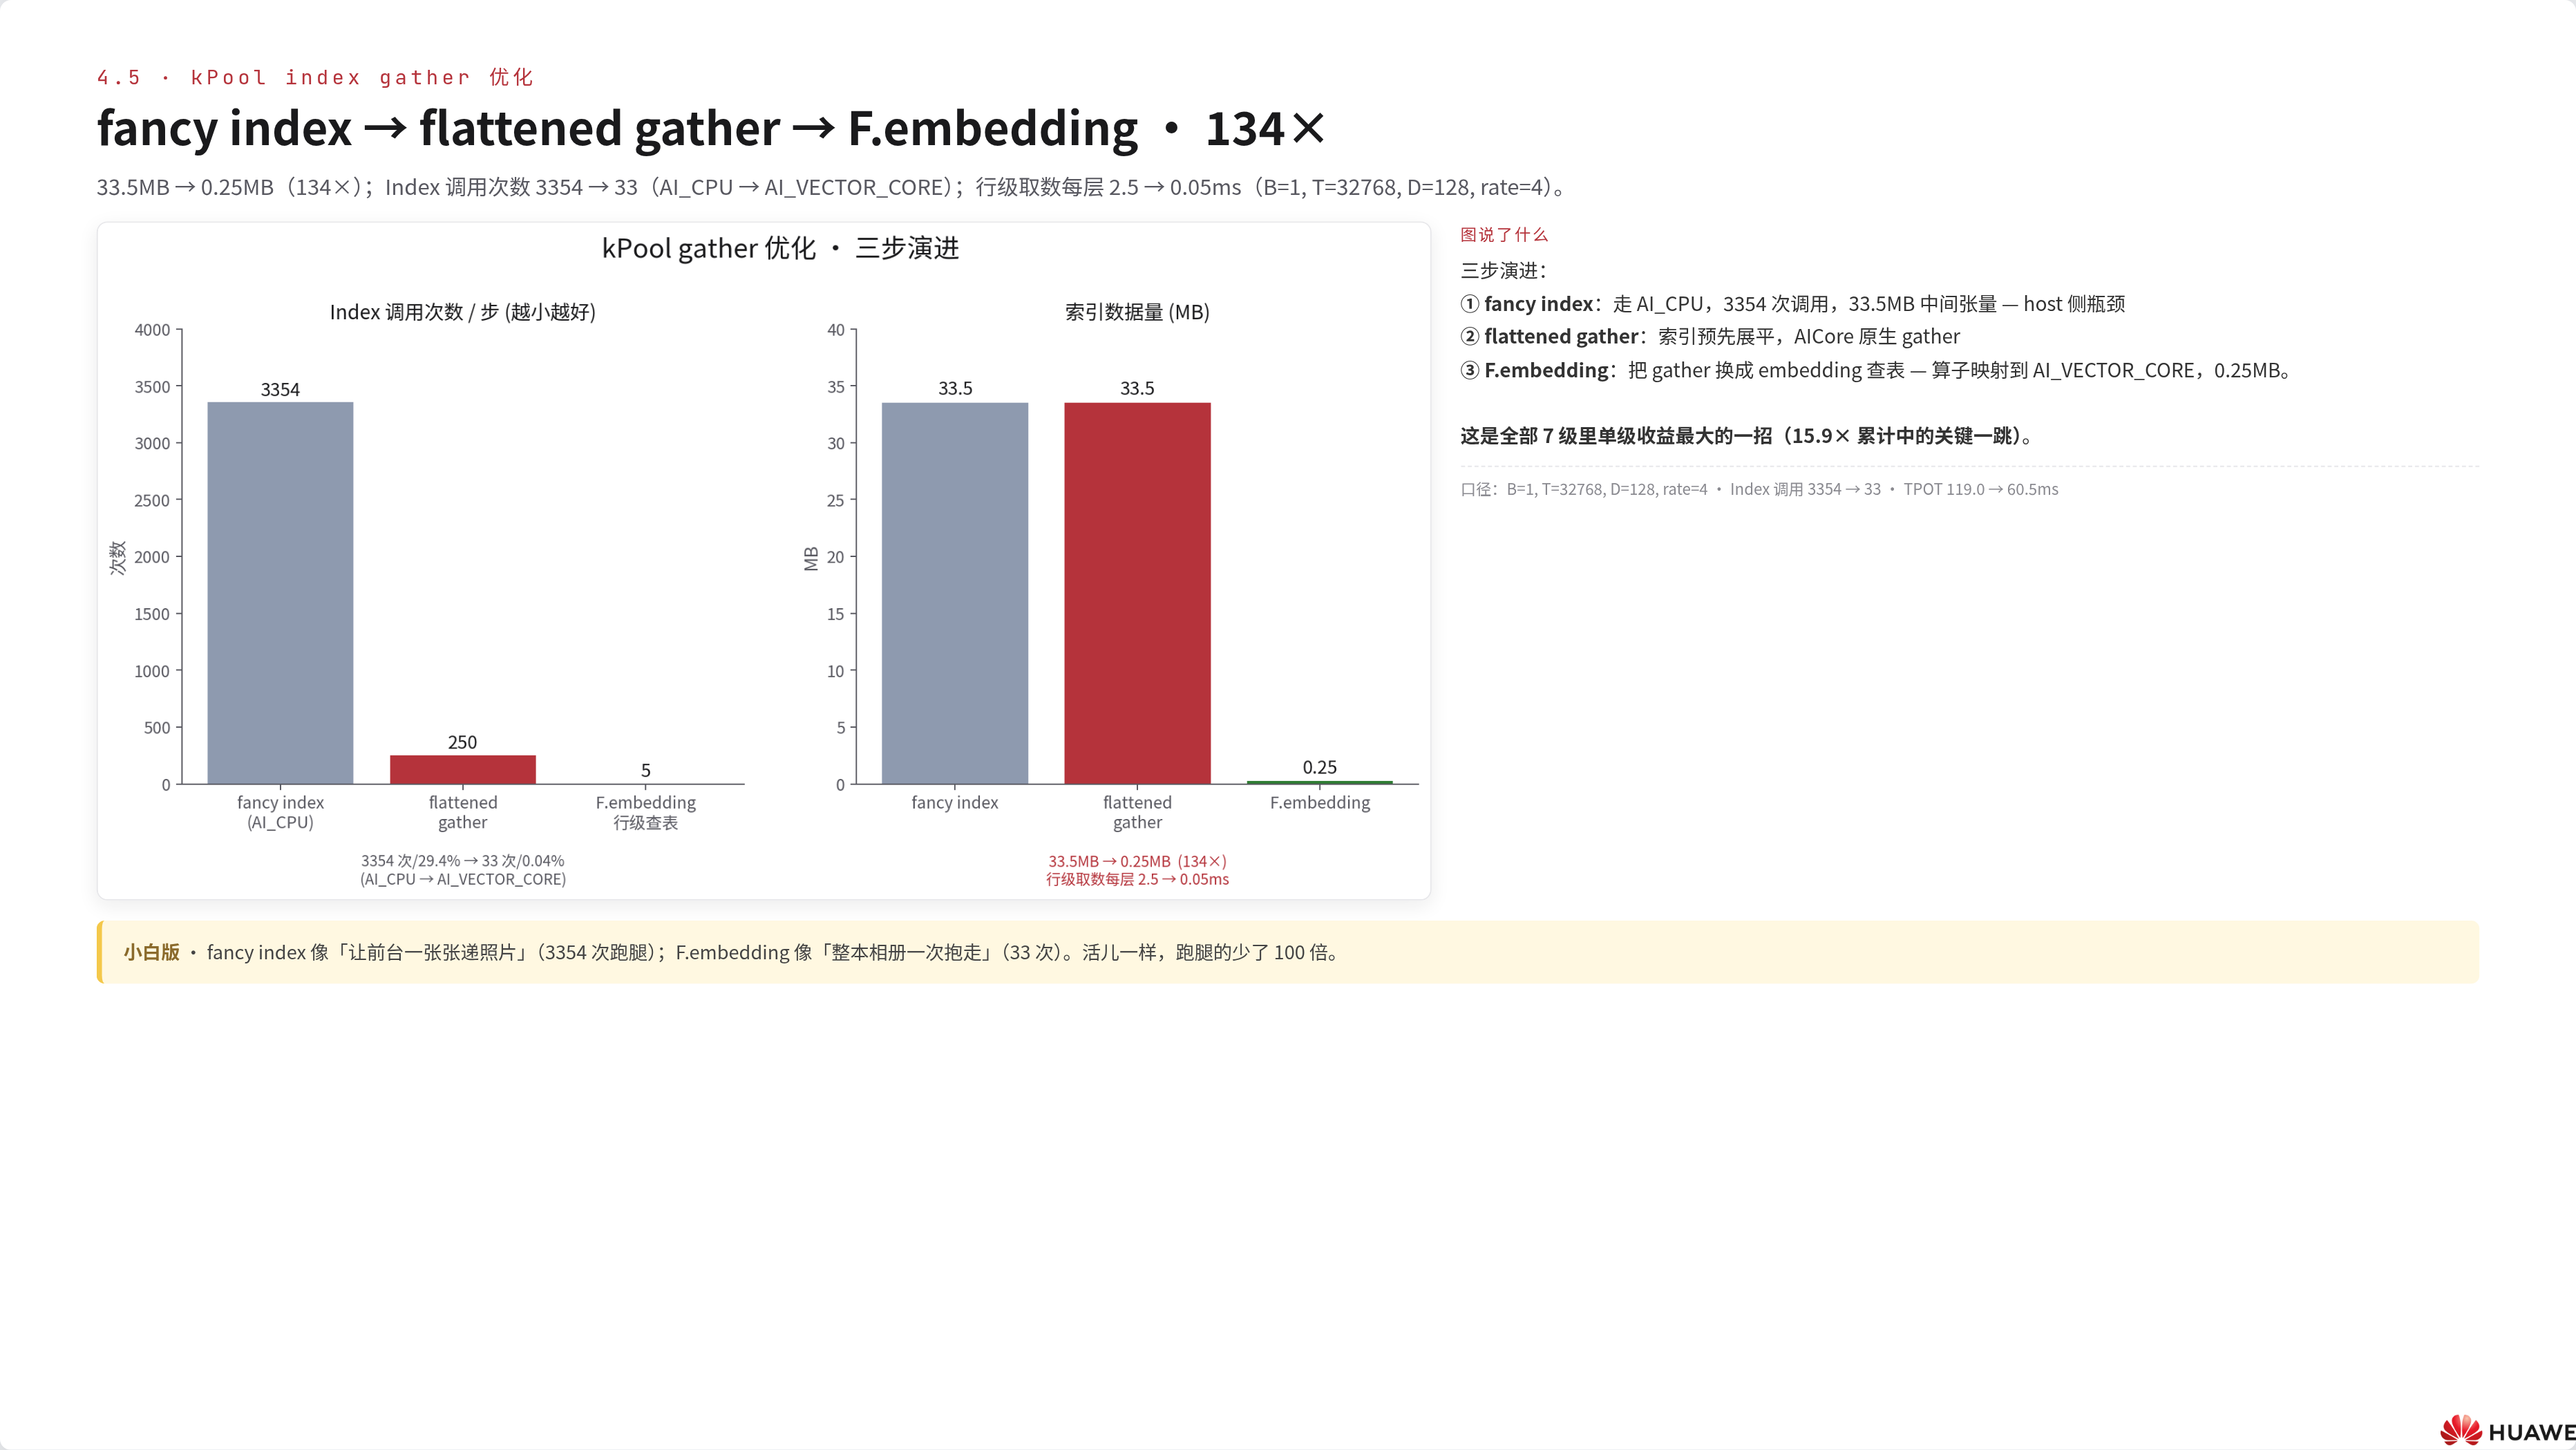 4.5 · kPool index gather 优化
fancy index → flattened gather → F.embedding · 134×
33.5MB → 0.25MB（134×）；Index 调用次数 3354 → 33（AI_CPU → AI_VECTOR_CORE）；行级取数每层 2.5 → 0.05ms（B=1, T=32768, D=128, rate=4）。
kPool gather 优化 · 三步演进
Index 调用次数 / 步 (越小越好)
4000
3500
3000
2500
2000
1500
1000
500
0
次数
3354
250
5
fancy index
(AI_CPU)
flattened
gather
F.embedding
行级查表
3354 次/29.4% → 33 次/0.04%
(AI_CPU → AI_VECTOR_CORE)
索引数据量 (MB)
40
35
30
25
20
15
10
5
0
MB
33.5
33.5
0.25
fancy index
flattened
gather
F.embedding
33.5MB → 0.25MB (134×)
行级取数每层 2.5 → 0.05ms
图说了什么
三步演进：
① fancy index：走 AI_CPU，3354 次调用，33.5MB 中间张量 — host 侧瓶颈
② flattened gather：索引预先展平，AICore 原生 gather
③ F.embedding：把 gather 换成 embedding 查表 — 算子映射到 AI_VECTOR_CORE，0.25MB。
这是全部 7 级里单级收益最大的一招（15.9× 累计中的关键一跳）。
口径：B=1, T=32768, D=128, rate=4 · Index 调用 3354 → 33 · TPOT 119.0 → 60.5ms
小白版 · fancy index 像「让前台一张张递照片」（3354 次跑腿）；F.embedding 像「整本相册一次抱走」（33 次）。活儿一样，跑腿的少了 100 倍。
HUAWE